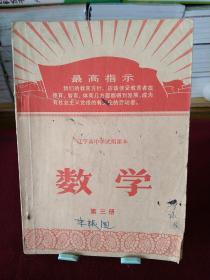 最高指示
我们的教育方针，应该使受教育者在
德育、智育、体育几方面都得到发展，成为
有社会主义觉悟的有文化的劳动者。
辽宁省中学试用课本
数学
第三册